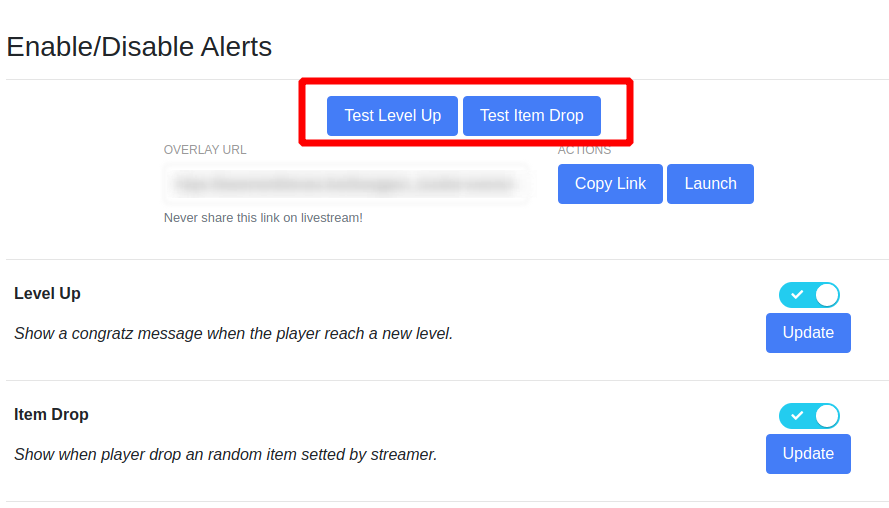 Enable/Disable Alerts
Test Level Up Test Item Drop
OVERLAY URL ACTIONS
Copy Link Launch
Never share this link on livestream!
Level Up
Show a congratz message when the player reach a new level.
Update
Item Drop
Show when player drop an random item setted by streamer.
Update